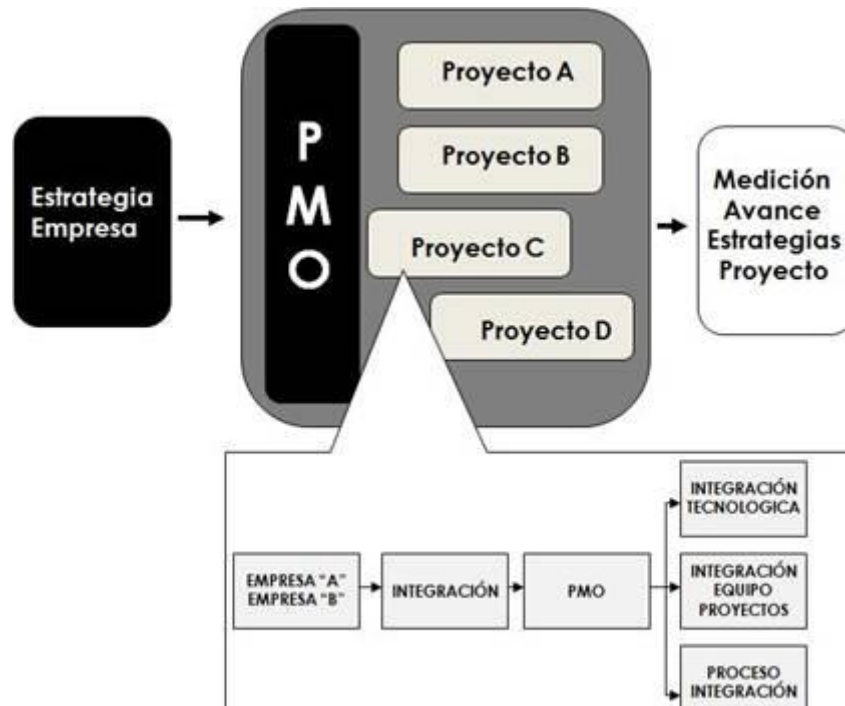 Estrategia
Empresa
P
M
O
Proyecto A
Proyecto B
Proyecto C
Proyecto D
Medición
Avance
Estrategias
Proyecto
EMPRESA "A"
EMPRESA "B"
INTEGRACIÓN
PMO
INTEGRACIÓN
TECNOLOGICA
INTEGRACIÓN
EQUIPO
PROYECTOS
PROCESO
INTEGRACIÓN